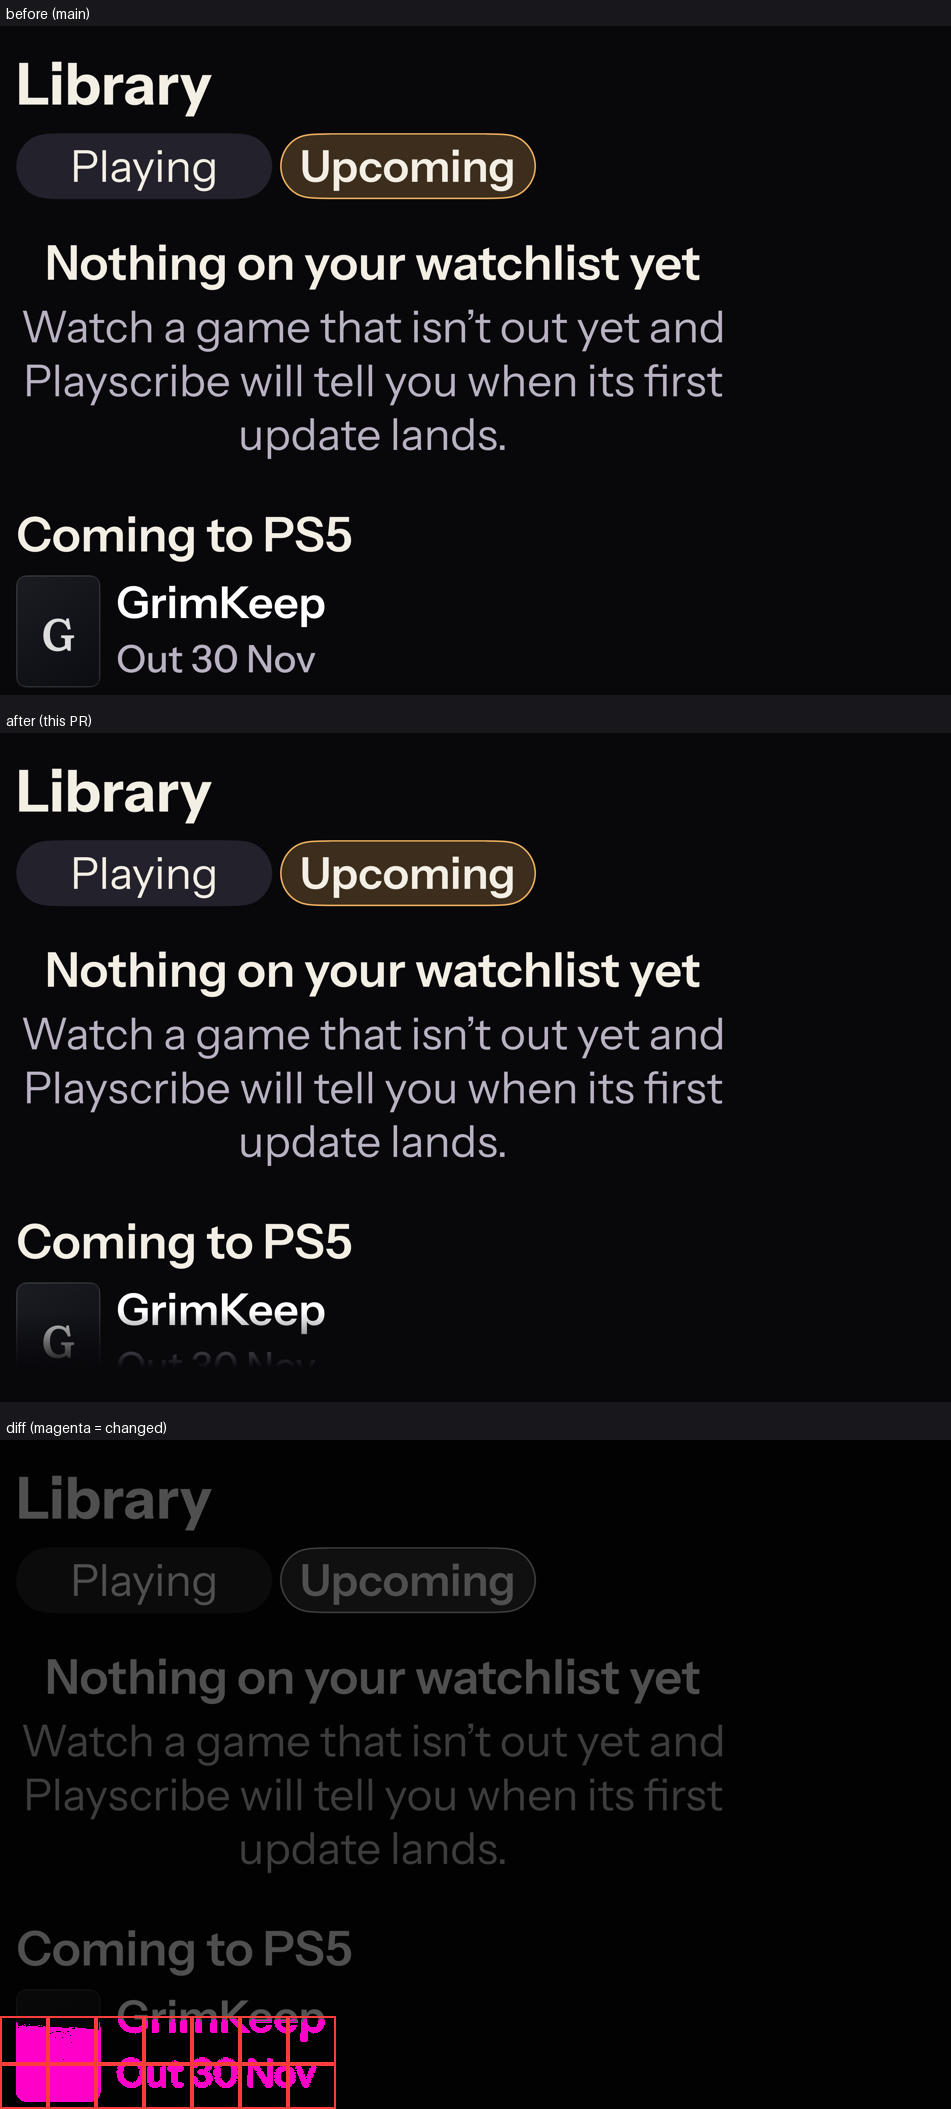 before (main)
Library
Playing
Upcoming
Nothing on your watchlist yet
Watch a game that isn’t out yet and
Playscribe will tell you when its first
update lands.
Coming to PS5
G
GrimKeep
Out 30 Nov
after (this PR)
Library
Playing
Upcoming
Nothing on your watchlist yet
Watch a game that isn’t out yet and
Playscribe will tell you when its first
update lands.
Coming to PS5
G
GrimKeep
Out 30 Nov
diff (magenta = changed)
Library
Playing
Upcoming
Nothing on your watchlist yet
Watch a game that isn’t out yet and
Playscribe will tell you when its first
update lands.
Coming to PS5
GrimKeep
Out 30 Nov